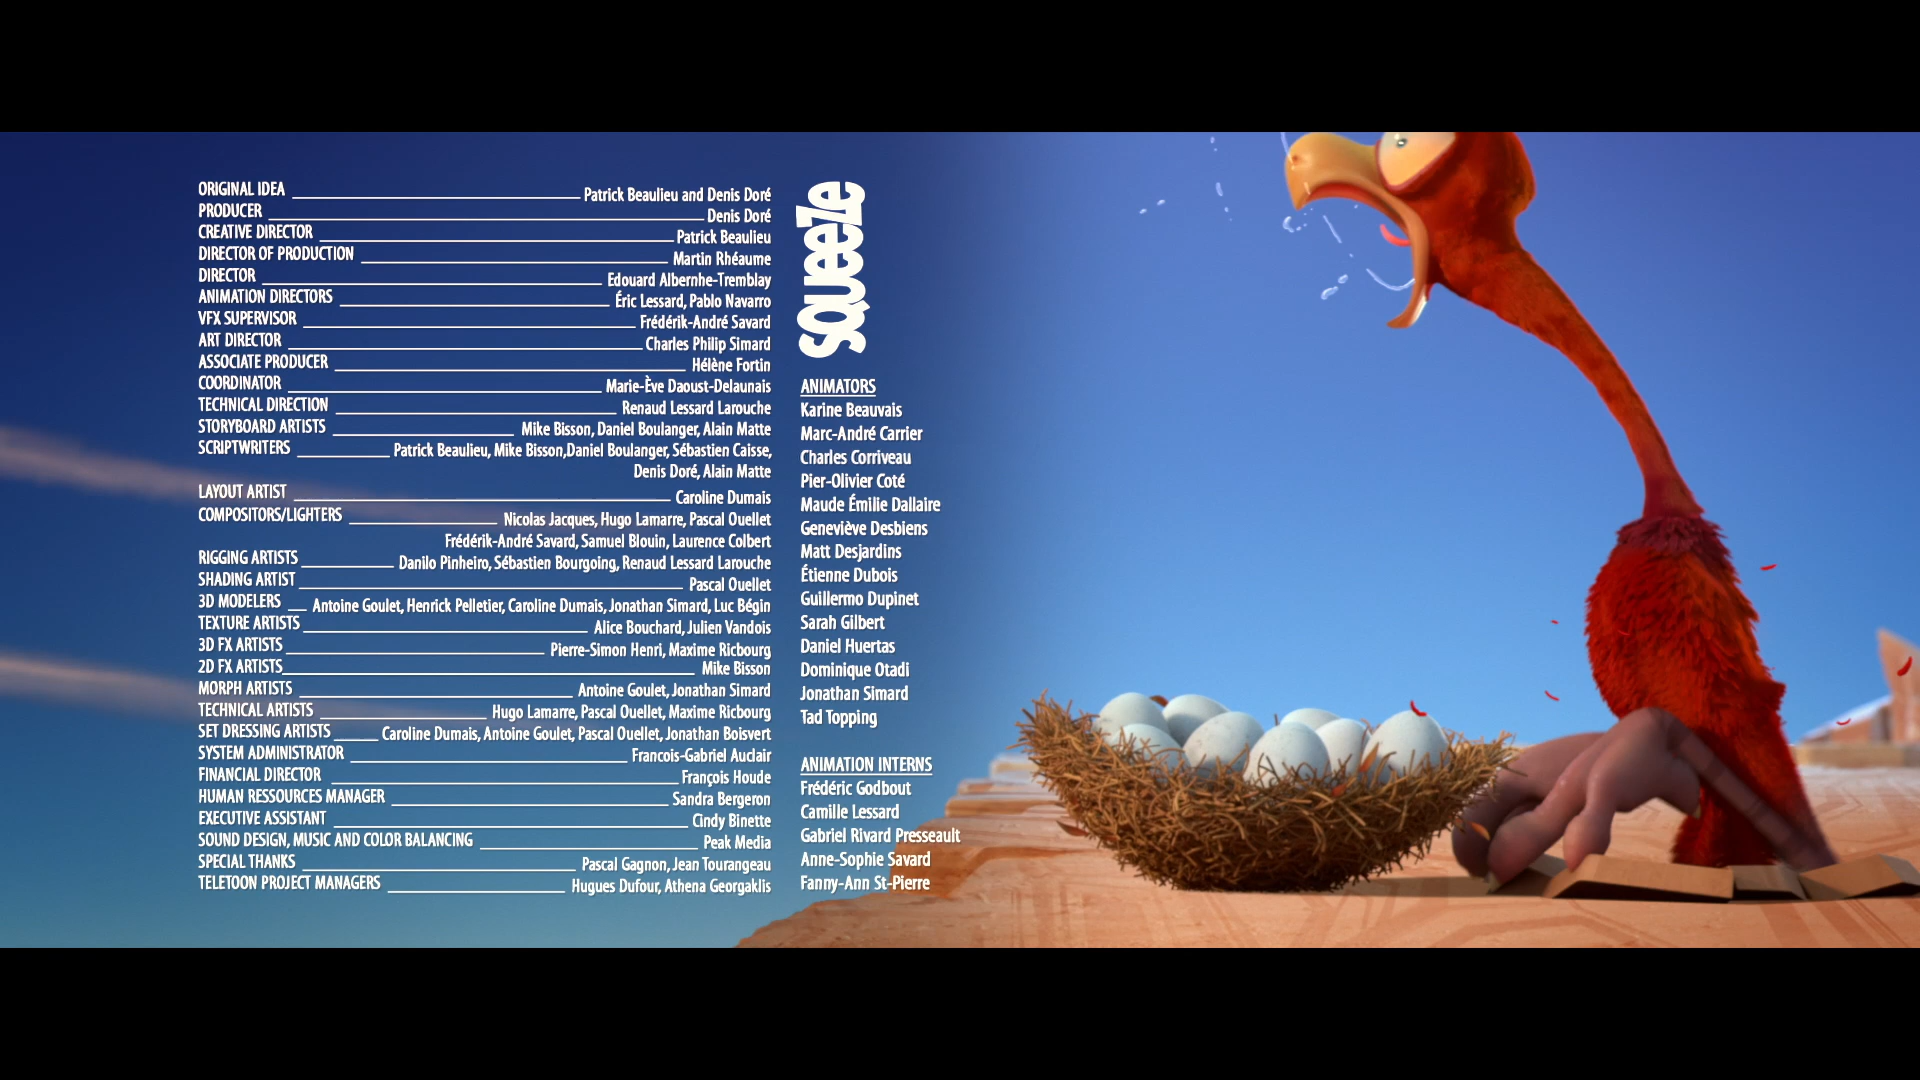 ORIGINAL IDEA Patrick Beaulieu and Denis Doré
PRODUCER Denis Doré
CREATIVE DIRECTOR Patrick Beaulieu
DIRECTOR OF PRODUCTION Martin Rhéaume
DIRECTOR Edouard Albernhe-Tremblay
ANIMATION DIRECTORS Éric Lessard, Pablo Navarro
VFX SUPERVISOR Frédérik-André Savard
ART DIRECTOR Charles Philip Simard
ASSOCIATE PRODUCER Hélène Fortin
COORDINATOR Marie-Ève Daoust-Delaunais
TECHNICAL DIRECTION Renaud Lessard Larouche
STORYBOARD ARTISTS Mike Bisson, Daniel Boulanger, Alain Matte
SCRIPTWRITERS Patrick Beaulieu, Mike Bisson,Daniel Boulanger, Sébastien Caisse,
Denis Doré, Alain Matte
LAYOUT ARTIST Caroline Dumais
COMPOSITORS/LIGHTERS Nicolas Jacques, Hugo Lamarre, Pascal Ouellet
Frédérik-André Savard, Samuel Blouin, Laurence Colbert
RIGGING ARTISTS Danilo Pinheiro, Sébastien Bourgoing, Renaud Lessard Larouche
SHADING ARTIST Pascal Ouellet
3D MODELERS Antoine Goulet, Henrick Pelletier, Caroline Dumais, Jonathan Simard, Luc Bégin
TEXTURE ARTISTS Alice Bouchard, Julien Vandois
3D FX ARTISTS Pierre-Simon Henri, Maxime Ricbourg
2D FX ARTISTS Mike Bisson
MORPH ARTISTS Antoine Goulet, Jonathan Simard
TECHNICAL ARTISTS Hugo Lamarre, Pascal Ouellet, Maxime Ricbourg
SET DRESSING ARTISTS Caroline Dumais, Antoine Goulet, Pascal Ouellet, Jonathan Boisvert
SYSTEM ADMINISTRATOR Francois-Gabriel Auclair
FINANCIAL DIRECTOR François Houde
HUMAN RESSOURCES MANAGER Sandra Bergeron
EXECUTIVE ASSISTANT Cindy Binette
SOUND DESIGN, MUSIC AND COLOR BALANCING Peak Media
SPECIAL THANKS Pascal Gagnon, Jean Tourangeau
TELETOON PROJECT MANAGERS Hugues Dufour, Athena Georgaklis
squeeze
ANIMATORS
Karine Beauvais
Marc-André Carrier
Charles Corriveau
Pier-Olivier Coté
Maude Émilie Dallaire
Geneviève Desbiens
Matt Desjardins
Étienne Dubois
Guillermo Dupinet
Sarah Gilbert
Daniel Huertas
Dominique Otadi
Jonathan Simard
Tad Topping
ANIMATION INTERNS
Frédéric Godbout
Camille Lessard
Gabriel Rivard Presseault
Anne-Sophie Savard
Fanny-Ann St-Pierre